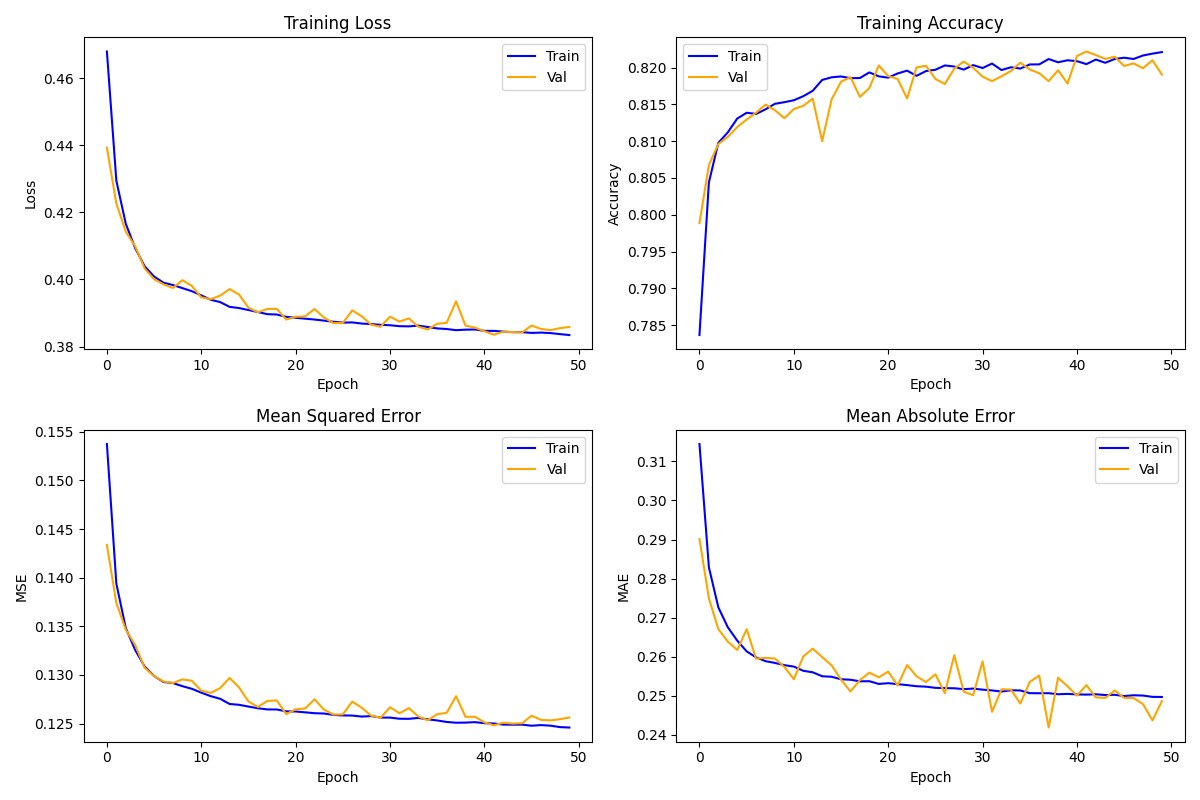 Training Loss
Train
Val
0.46
0.44
0.42
0.40
0.38
Loss
0 10 20 30 40 50
Epoch
Training Accuracy
Train
Val
0.820
0.815
0.810
0.805
0.800
0.795
0.790
0.785
Accuracy
0 10 20 30 40 50
Epoch
Mean Squared Error
Train
Val
0.155
0.150
0.145
0.140
0.135
0.130
0.125
MSE
0 10 20 30 40 50
Epoch
Mean Absolute Error
Train
Val
0.31
0.30
0.29
0.28
0.27
0.26
0.25
0.24
MAE
0 10 20 30 40 50
Epoch